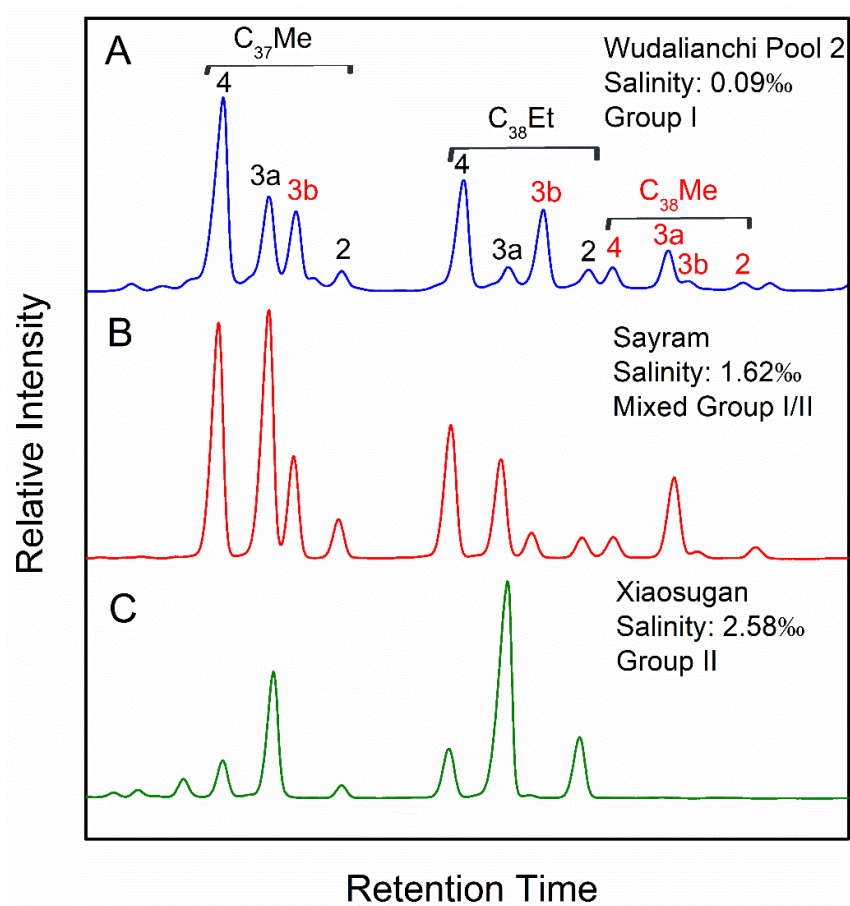 A
C₃₇Me
Wudalianchi Pool 2
Salinity: 0.09‰
Group I
4
3a
3b
2
C₃₈Et
4
3a
3b
2
C₃₈Me
4
3a
3b
2
B
Sayram
Salinity: 1.62‰
Mixed Group I/II
C
Xiaosugan
Salinity: 2.58‰
Group II
Relative Intensity
Retention Time